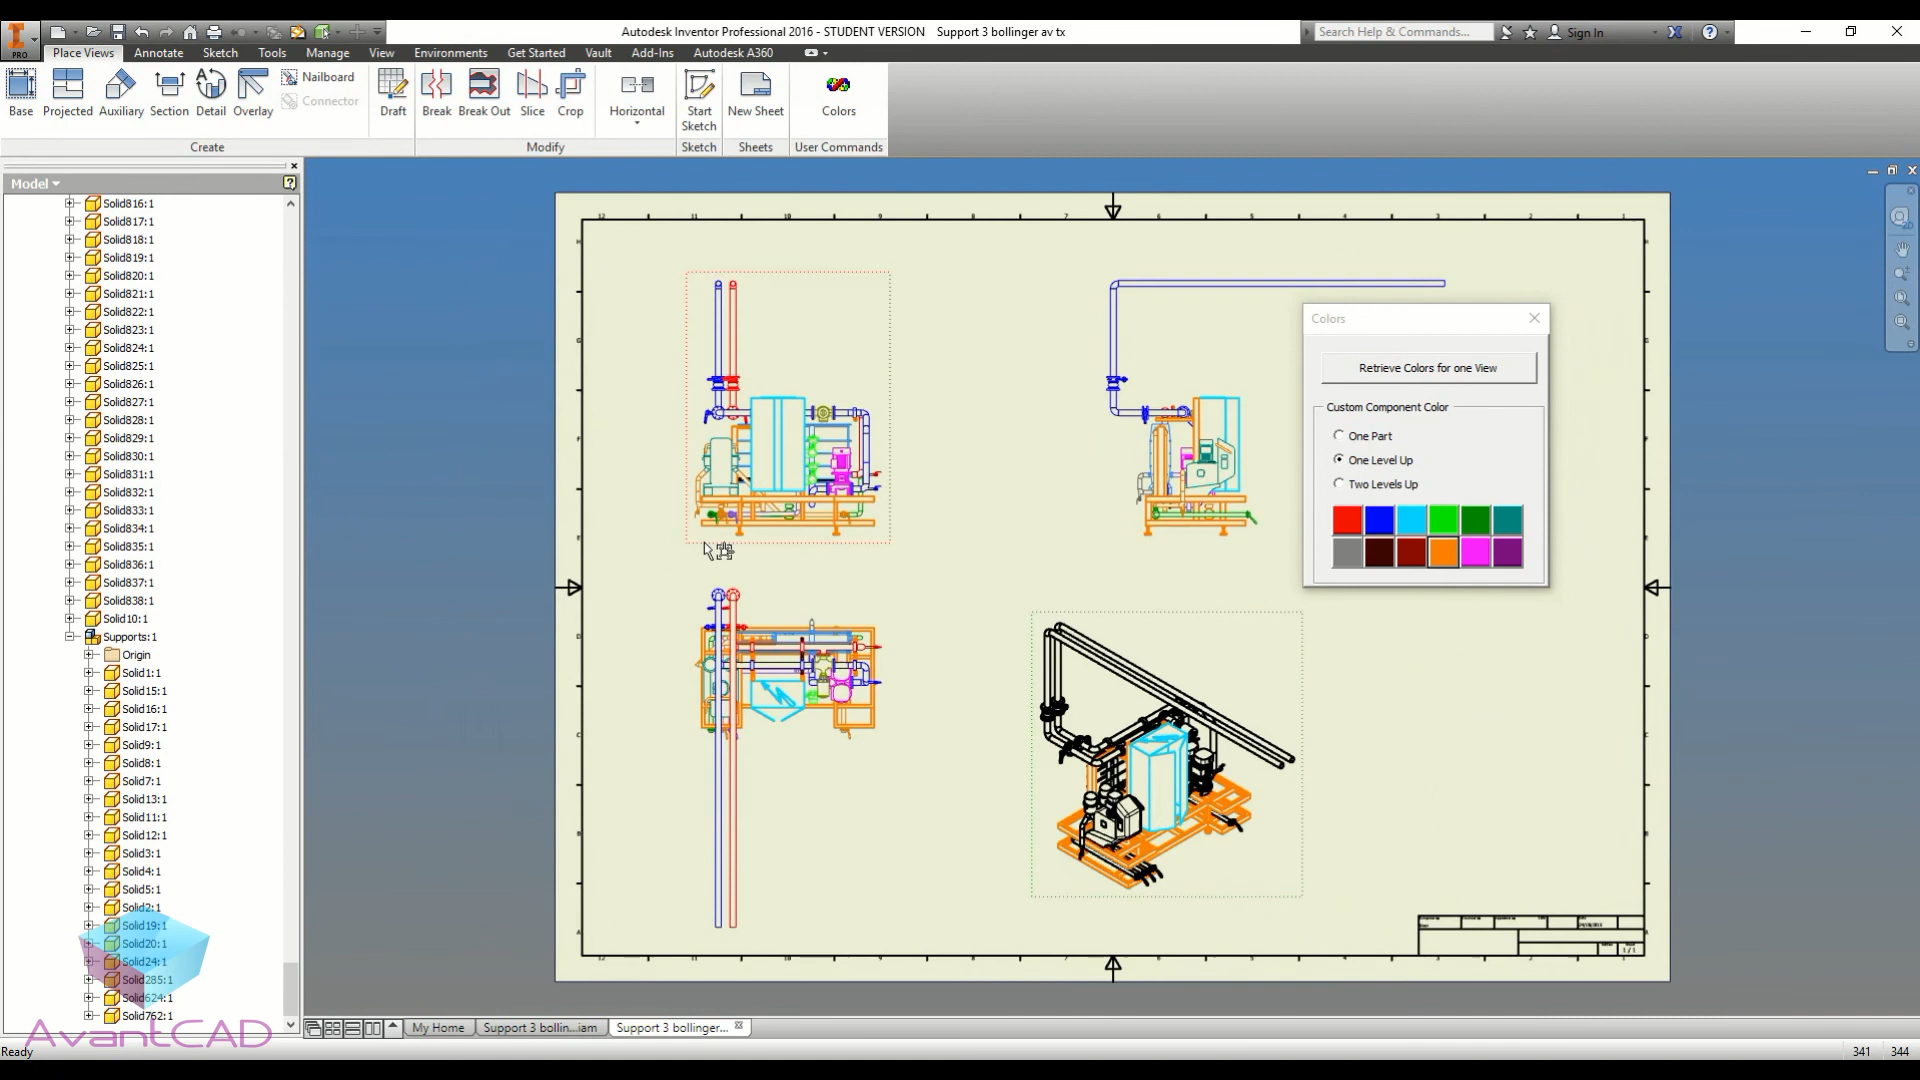 Autodesk Inventor Professional 2016 - STUDENT VERSION Support 3 bollinger av tx
Search Help & Commands...
Sign In
PRO
Place Views Annotate Sketch Tools Manage View Environments Get Started Vault Add-Ins Autodesk A360
Base Projected Auxiliary Section Detail Overlay
Nailboard
Connector
Draft Break Break Out Slice Crop Horizontal
Start Sketch
New Sheet
Colors
Create
Modify
Sketch
Sheets
User Commands
Model
Solid816:1
Solid817:1
Solid818:1
Solid819:1
Solid820:1
Solid821:1
Solid822:1
Solid823:1
Solid824:1
Solid825:1
Solid826:1
Solid827:1
Solid828:1
Solid829:1
Solid830:1
Solid831:1
Solid832:1
Solid833:1
Solid834:1
Solid835:1
Solid836:1
Solid837:1
Solid838:1
Solid10:1
Supports:1
Origin
Solid1:1
Solid15:1
Solid16:1
Solid17:1
Solid9:1
Solid8:1
Solid7:1
Solid13:1
Solid11:1
Solid12:1
Solid3:1
Solid4:1
Solid5:1
Solid2:1
Solid19:1
Solid20:1
Solid24:1
Solid285:1
Solid624:1
Solid762:1
AvantCAD
Colors
Retrieve Colors for one View
Custom Component Color
One Part
One Level Up
Two Levels Up
My Home
Support 3 bollin...iam
Support 3 bollinger...
Ready
341 344